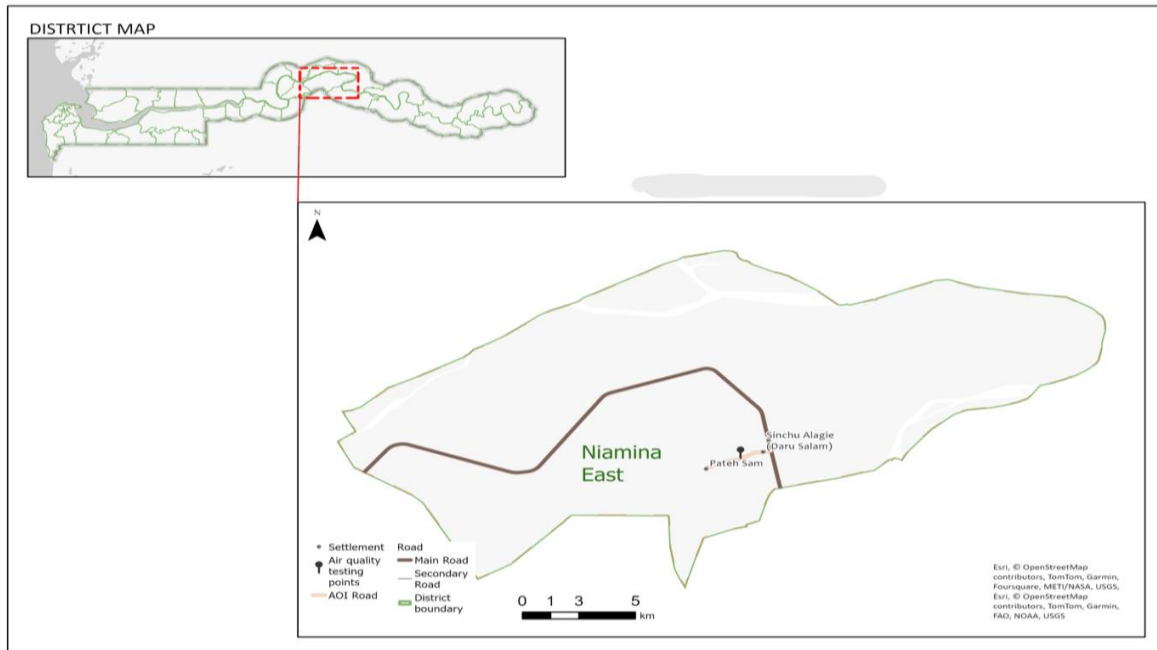 DISTRTICT MAP
N
Sinchu Alagie
(Daru Salam)
Pateh Sam
Niamina
East
Settlement
Air quality
testing
points
AOI Road
Road
Main Road
Secondary
Road
District
boundary
0 1 3 5
km
Esri, © OpenStreetMap
contributors, TomTom, Garmin,
Foursquare, METI/NASA, USGS,
Esri, © OpenStreetMap
contributors, TomTom, Garmin,
FAO, NOAA, USGS